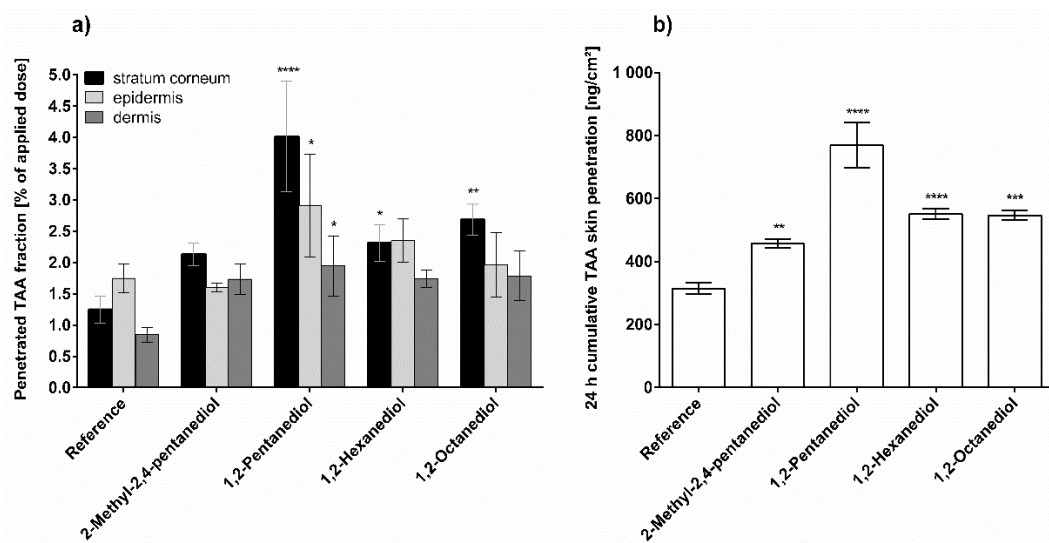 a)
Penetrated TAA fraction [% of applied dose]
5.0
4.5
4.0
3.5
3.0
2.5
2.0
1.5
1.0
0.5
0.0
stratum corneum
epidermis
dermis
****
*
*
*
**
Reference
2-Methyl-2,4-pentanediol
1,2-Pentanediol
1,2-Hexanediol
1,2-Octanediol
b)
24 h cumulative TAA skin penetration [ng/cm²]
1 000
800
600
400
200
0
**
****
****
***
Reference
2-Methyl-2,4-pentanediol
1,2-Pentanediol
1,2-Hexanediol
1,2-Octanediol